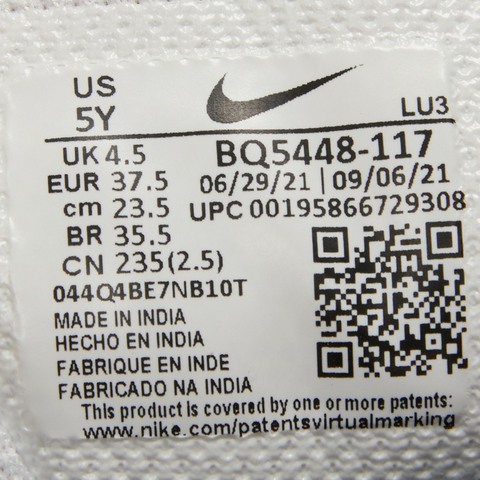 US
5Y
LU3
UK 4.5
BQ5448-117
EUR 37.5
06/29/21 | 09/06/21
cm 23.5
UPC 00195866729308
BR 35.5
CN 235(2.5)
044Q4BE7NB10T
MADE IN INDIA
HECHO EN INDIA
FABRIQUE EN INDE
FABRICADO NA INDIA
This product is covered by one or more patents:
www.nike.com/patentsvirtualmarking